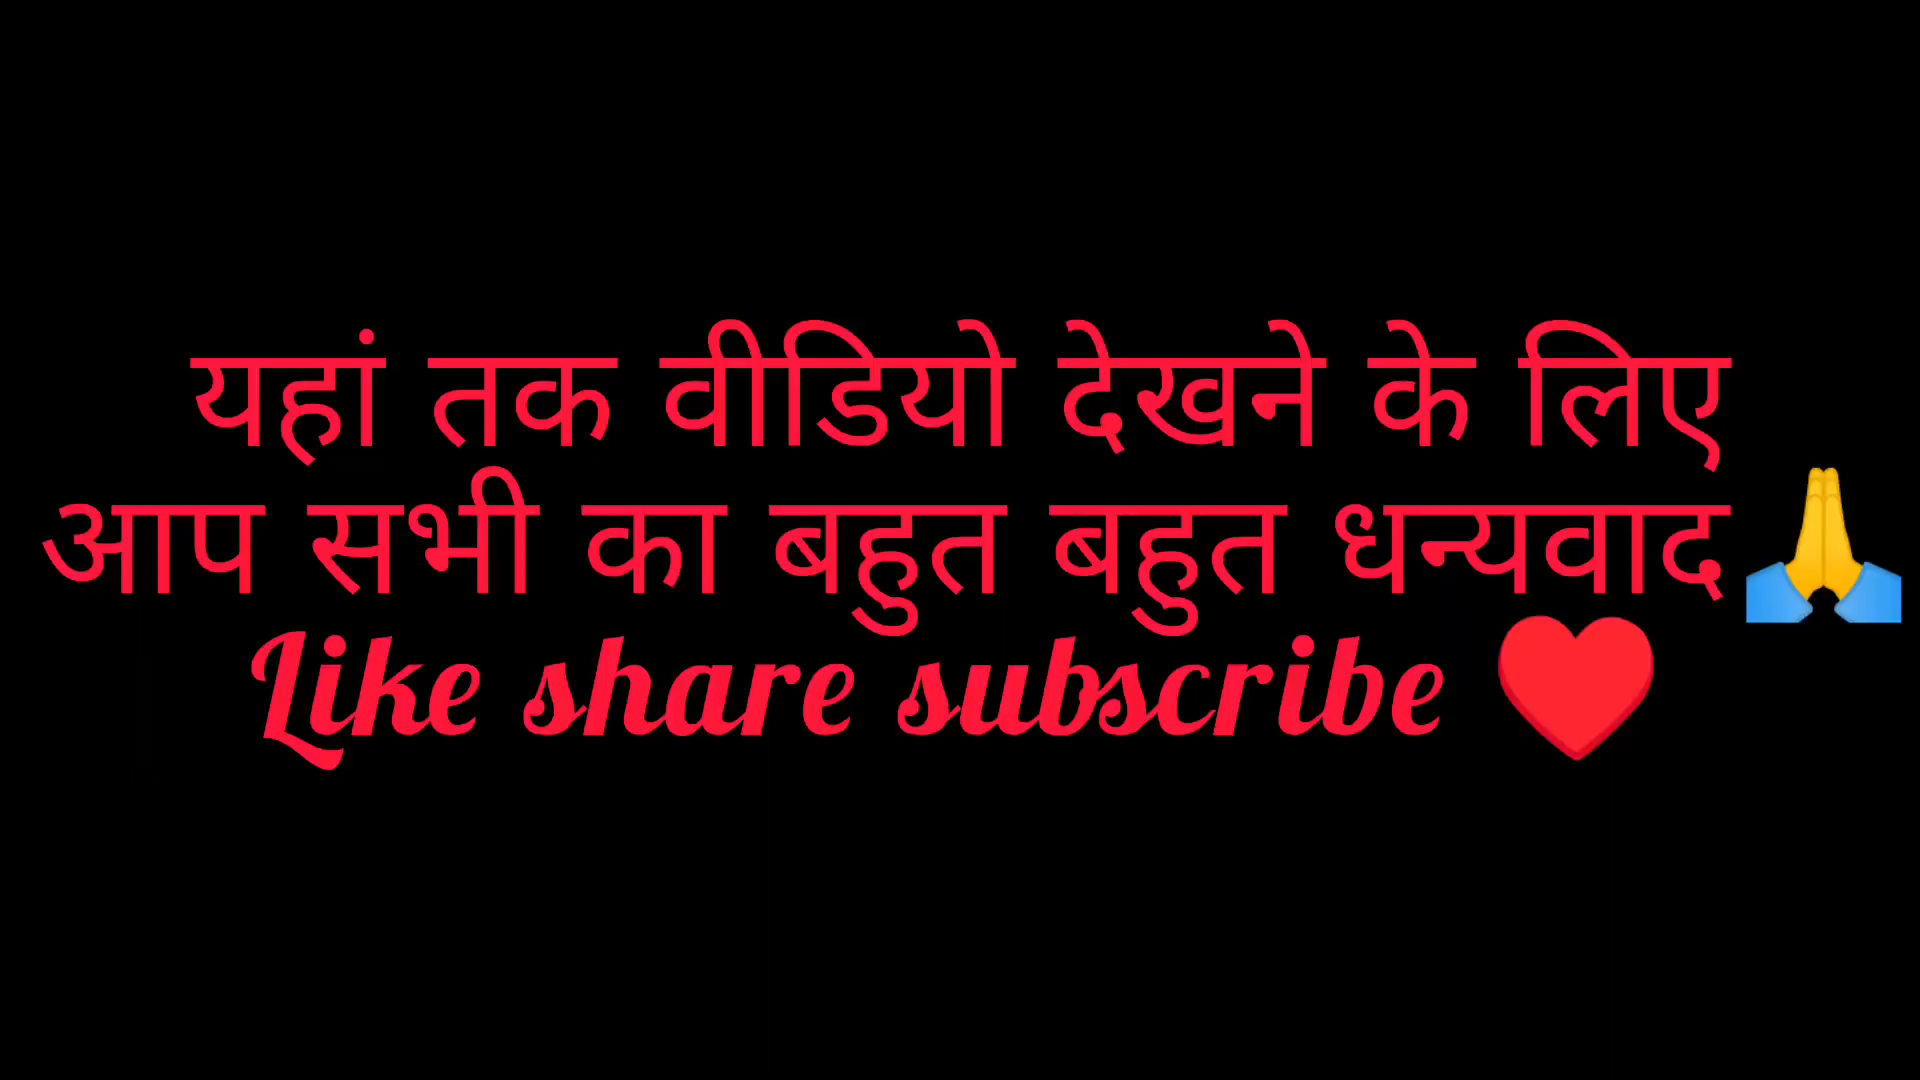 यहां तक वीडियो देखने के लिए
आप सभी का बहुत बहुत धन्यवाद🙏
Like share subscribe ♥️